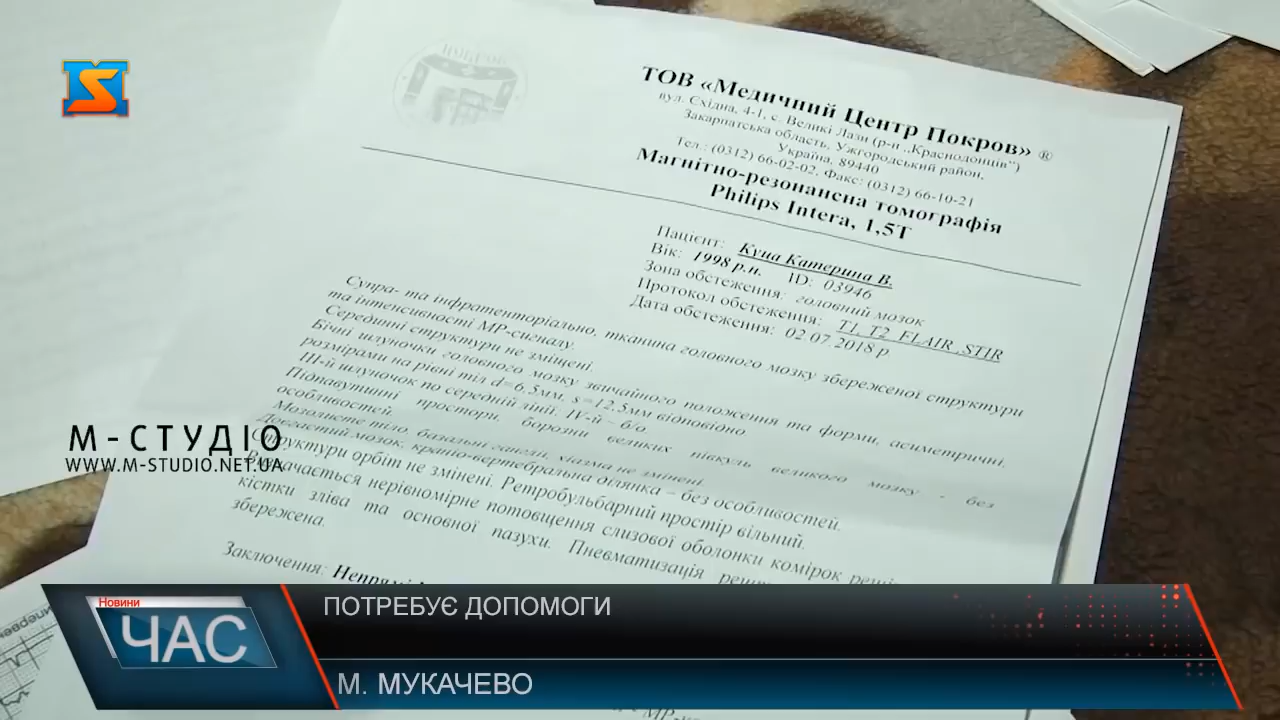 ПОКРОВ
ТОВ «Медичний Центр Покров» ®
вул. Східна, 4-1, с. Великі Лази (р-н „Краснодонців")
Закарпатська область, Ужгородський район,
Україна, 89440
Тел.: (0312) 66-02-02, Факс: (0312) 66-10-21
Магнітно-резонансна томографія
Philips Intera, 1,5T
Пацієнт: Куца Катерина В.
Вік: 1998 р.н. ID: 03946
Зона обстеження: головний мозок
Протокол обстеження: T1, T2 FLAIR ,STIR
Дата обстеження: 02.07.2018 р
Супра- та інфратенторіально, тканина головного мозку збереженої структури
та інтенсивності МР-сигналу.
Серединні структури не зміщені.
Бічні шлуночки головного мозку звичайного положення та форми, асиметричні,
розмірами на рівні тіл d=6,5мм, s=12,5мм відповідно.
ІІІ-й шлуночок по середній лінії, IV-й – б/о.
Підпавутинні простори, борозни великих півкуль великого мозку - без
особливостей.
Мозолисте тіло, базальні ганглії, хіазма не змінені.
Довгастий мозок, краніо-вертебральна ділянка – без особливостей.
Структури орбіт не змінені. Ретробульбарний простір вільний.
Визначається нерівномірне потовщення слизової оболонки комірок
кістки зліва та основної пазухи. Пневматизація
збережена.
Заключення:
М-СТУДІО
WWW.M-STUDIO.NET.UA
Новини
ЧАС
ПОТРЕБУЄ ДОПОМОГИ
М. МУКАЧЕВО